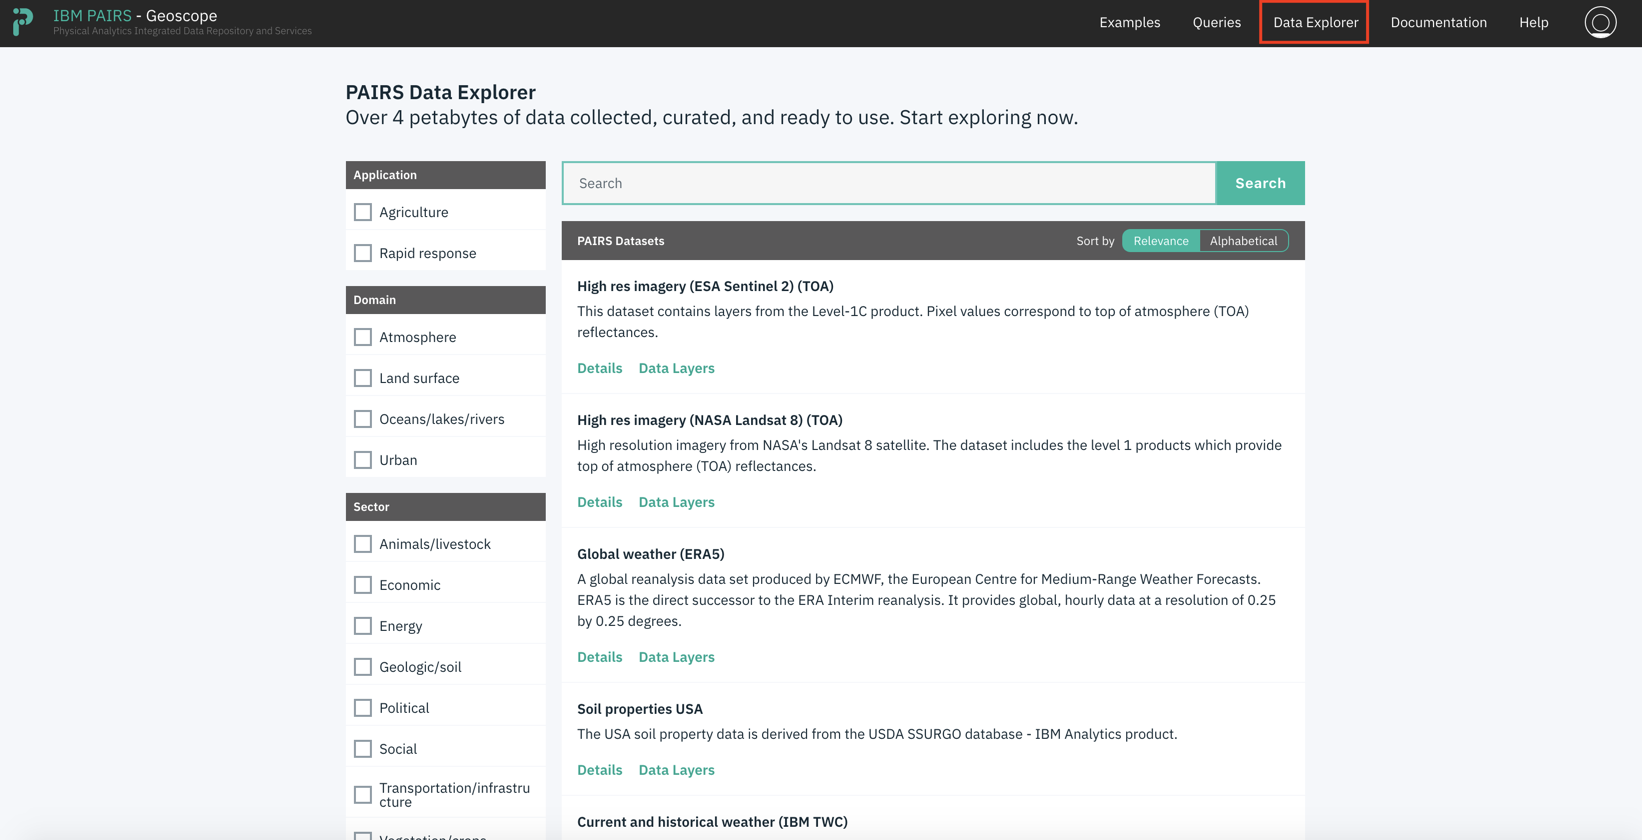 IBM PAIRS - Geoscope
Physical Analytics Integrated Data Repository and Services
Examples
Queries
Data Explorer
Documentation
Help
PAIRS Data Explorer
Over 4 petabytes of data collected, curated, and ready to use. Start exploring now.
Application
Agriculture
Rapid response
Domain
Atmosphere
Land surface
Oceans/lakes/rivers
Urban
Sector
Animals/livestock
Economic
Energy
Geologic/soil
Political
Social
Transportation/infrastru
cture
Vegetation/crops
Search
Search
PAIRS Datasets
Sort by
Relevance
Alphabetical
High res imagery (ESA Sentinel 2) (TOA)
This dataset contains layers from the Level-1C product. Pixel values correspond to top of atmosphere (TOA)
reflectances.
Details
Data Layers
High res imagery (NASA Landsat 8) (TOA)
High resolution imagery from NASA's Landsat 8 satellite. The dataset includes the level 1 products which provide
top of atmosphere (TOA) reflectances.
Details
Data Layers
Global weather (ERA5)
A global reanalysis data set produced by ECMWF, the European Centre for Medium-Range Weather Forecasts.
ERA5 is the direct successor to the ERA Interim reanalysis. It provides global, hourly data at a resolution of 0.25
by 0.25 degrees.
Details
Data Layers
Soil properties USA
The USA soil property data is derived from the USDA SSURGO database - IBM Analytics product.
Details
Data Layers
Current and historical weather (IBM TWC)